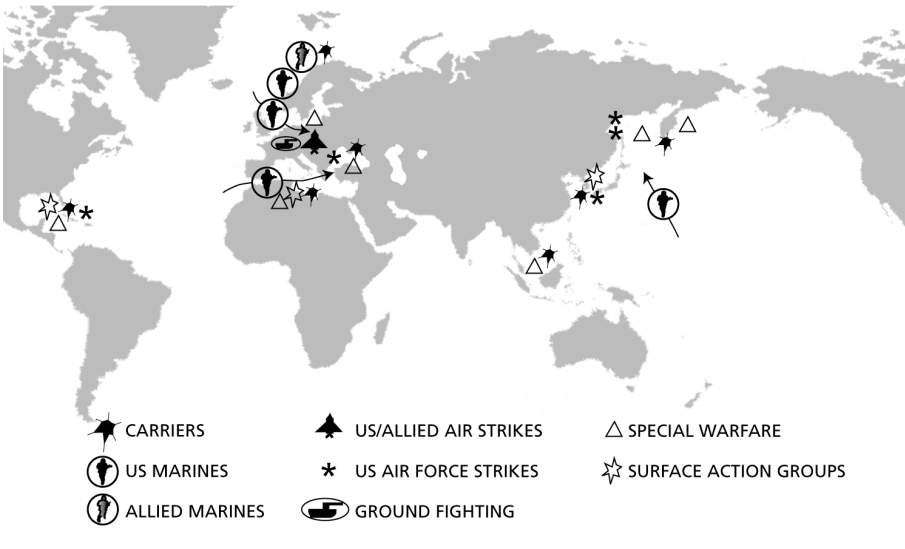 CARRIERS
US MARINES
ALLIED MARINES
US/ALLIED AIR STRIKES
US AIR FORCE STRIKES
GROUND FIGHTING
SPECIAL WARFARE
SURFACE ACTION GROUPS